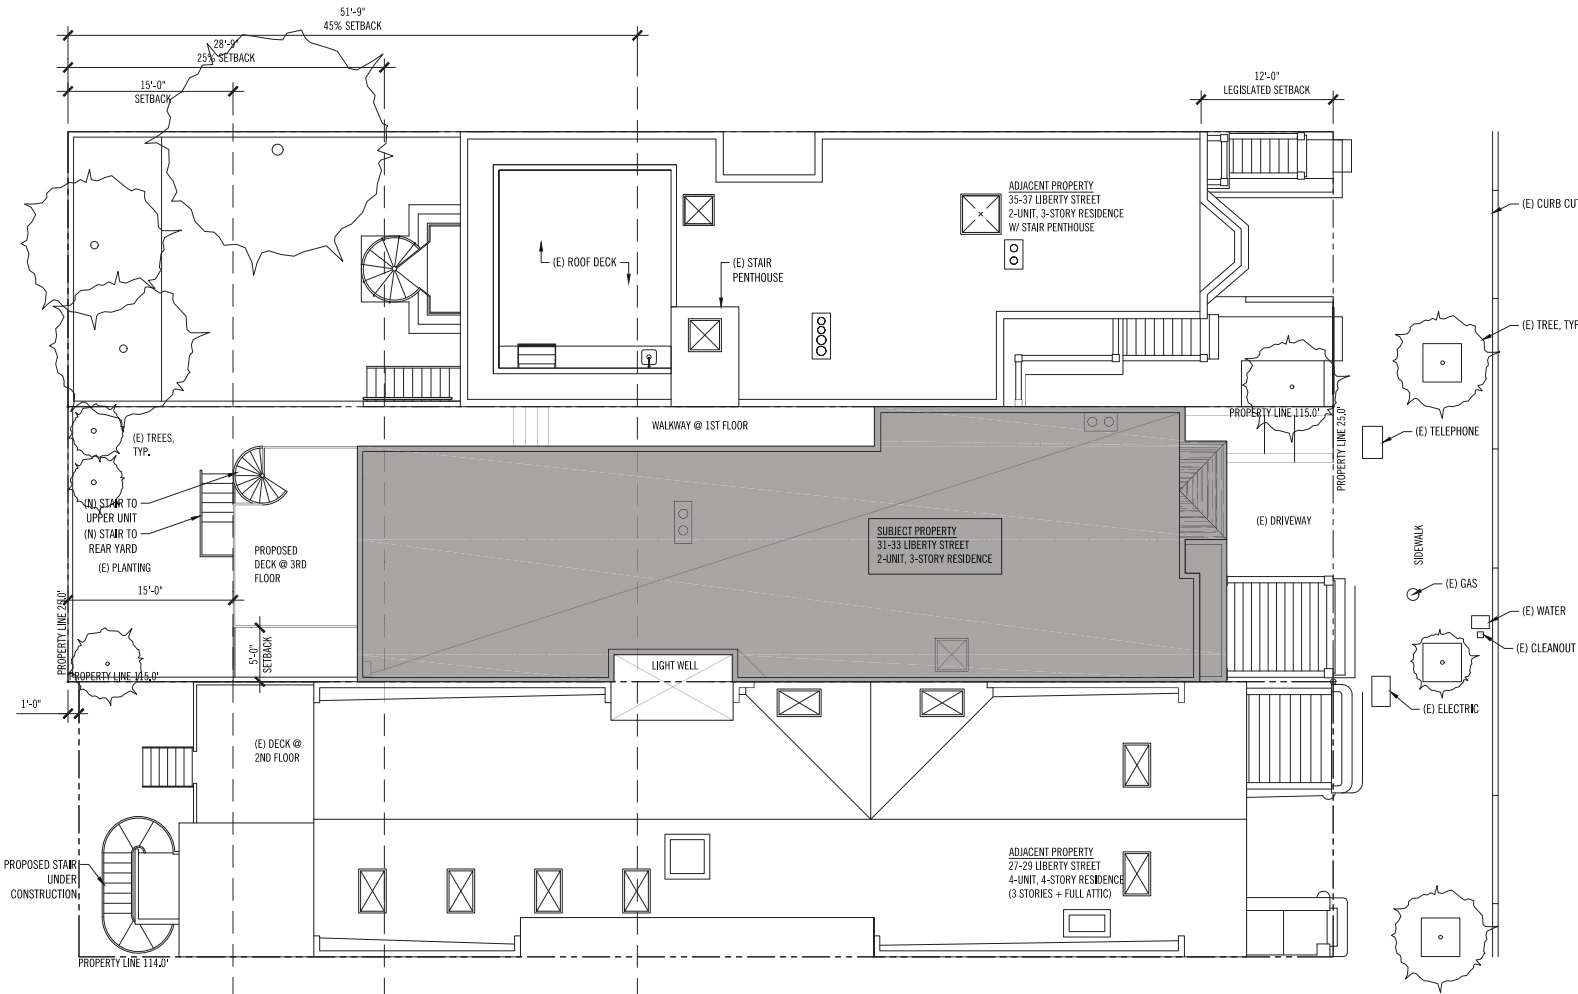 51'-9"
45% SETBACK
28'-9"
25% SETBACK
15'-0"
SETBACK
12'-0"
LEGISLATED SETBACK
ADJACENT PROPERTY
35-37 LIBERTY STREET
2-UNIT, 3-STORY RESIDENCE
W/ STAIR PENTHOUSE
(E) CURB CUT
(E) ROOF DECK
(E) STAIR
PENTHOUSE
(E) TREE, TYP
PROPERTY LINE 115.0'
PROPERTY LINE 25.0'
(E) TELEPHONE
WALKWAY @ 1ST FLOOR
(E) TREES,
TYP.
(N) STAIR TO
UPPER UNIT
(N) STAIR TO
REAR YARD
(E) PLANTING
PROPOSED
DECK @ 3RD
FLOOR
SUBJECT PROPERTY
31-33 LIBERTY STREET
2-UNIT, 3-STORY RESIDENCE
(E) DRIVEWAY
SIDEWALK
(E) GAS
(E) WATER
(E) CLEANOUT
15'-0"
PROPERTY LINE 25.0'
5'-0"
SETBACK
LIGHT WELL
PROPERTY LINE 115.0'
1'-0"
(E) ELECTRIC
(E) DECK @
2ND FLOOR
PROPOSED STAIR
UNDER
CONSTRUCTION
ADJACENT PROPERTY
27-29 LIBERTY STREET
4-UNIT, 4-STORY RESIDENCE
(3 STORIES + FULL ATTIC)
PROPERTY LINE 114.0'